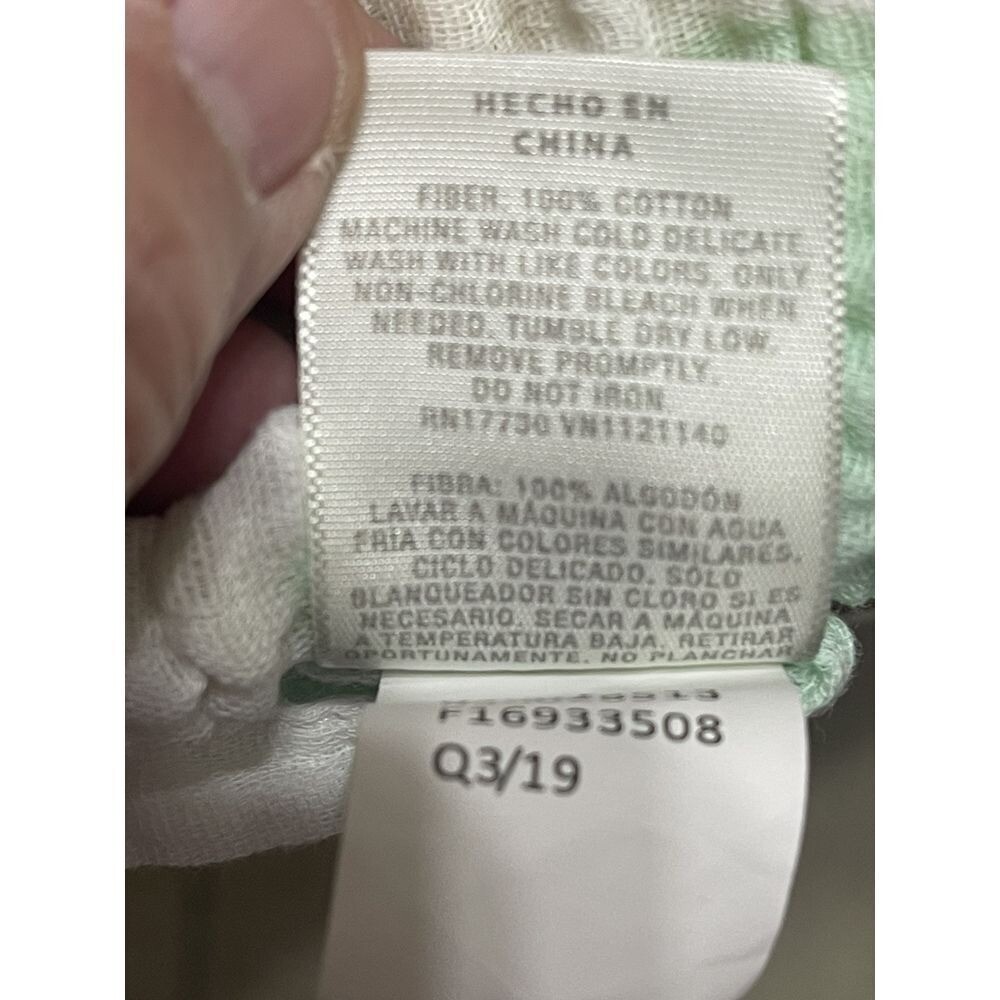 HECHO EN
CHINA
FIBER: 100% COTTON
MACHINE WASH COLD DELICATE.
WASH WITH LIKE COLORS. ONLY
NON-CHLORINE BLEACH WHEN
NEEDED. TUMBLE DRY LOW.
REMOVE PROMPTLY.
DO NOT IRON
RN17730 VN1121140
FIBRA: 100% ALGODÓN
LAVAR A MÁQUINA CON AGUA
FRIA CON COLORES SIMILARES.
CICLO DELICADO. SÓLO
BLANQUEADOR SIN CLORO SI ES
NECESARIO. SECAR A MÁQUINA
A TEMPERATURA BAJA. RETIRAR
OPORTUNAMENTE. NO PLANCHAR
F16933508
Q3/19